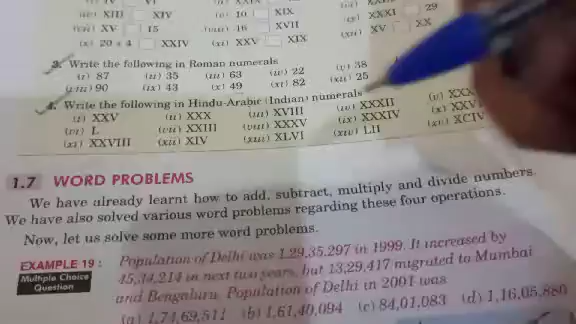 (iv) XIII XIV (v) 10 XIX (ix) XXXI 29
(vii) XV 15 (viii) 16 XVII (xii) XV XX
(x) 20 + 4 XXIV (xi) XXV XIX
3. Write the following in Roman numerals
(i) 87 (ii) 35 (iii) 63 (iv) 22 (v) 38
(viii) 90 (ix) 43 (x) 49 (xi) 82 (xii) 25
4. Write the following in Hindu-Arabic (Indian) numerals
(i) XXV (ii) XXX (iii) XVIII (iv) XXXII (v)
(vi) L (vii) XXIII (viii) XXXV (ix) XXXIV (x)
(xi) XXVIII (xii) XIV (xiii) XLVI (xiv) LII (xv) XCIV
1.7 WORD PROBLEMS
We have already learnt how to add, subtract, multiply and divide numbers.
We have also solved various word problems regarding these four operations.
Now, let us solve some more word problems.
EXAMPLE 19 : Population of Delhi was 1,29,35,297 in 1999. It increased by
Multiple Choice Question
45,34,214 in next two years, but 13,29,417 migrated to Mumbai
and Bengaluru. Population of Delhi in 2001 was
(a) 1,74,69,511 (b) 1,61,40,094 (c) 84,01,083 (d) 1,16,05,880